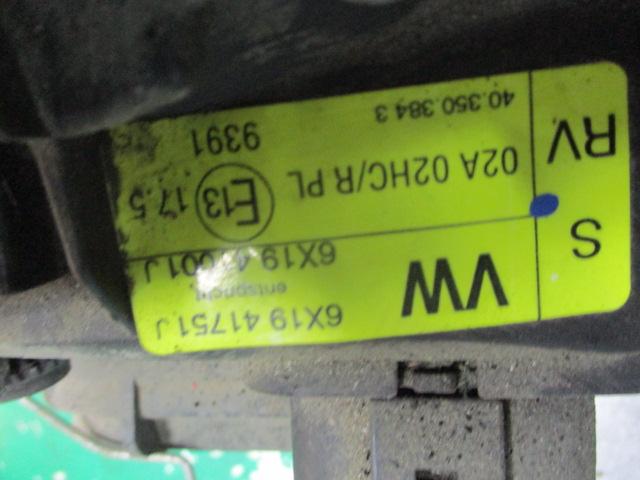 S
VW
6X19 41751 J
entspricht
6X19 41001 J
RV
02A 02HC/R PL
E13 17.5
40.350.384 3
9391